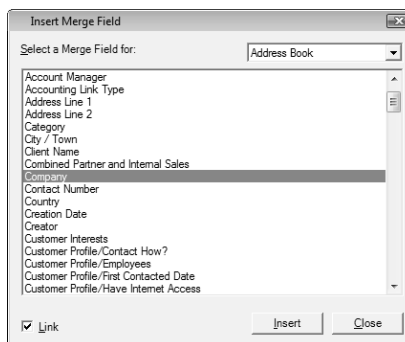 Insert Merge Field
Select a Merge Field for: Address Book
Account Manager
Accounting Link Type
Address Line 1
Address Line 2
Category
City / Town
Client Name
Combined Partner and Internal Sales
Company
Contact Number
Country
Creation Date
Creator
Customer Interests
Customer Profile/Contact How?
Customer Profile/Employees
Customer Profile/First Contacted Date
Customer Profile/Have Internet Access
Link Insert Close